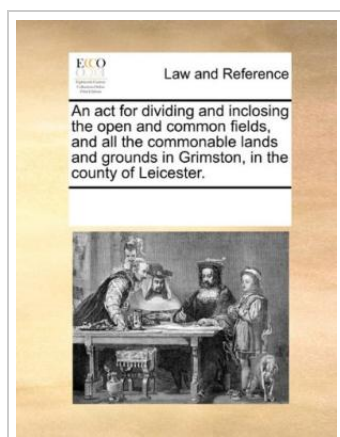 ECCO
Law and Reference
An act for dividing and inclosing
the open and common fields,
and all the commonable lands
and grounds in Grimston, in the
county of Leicester.